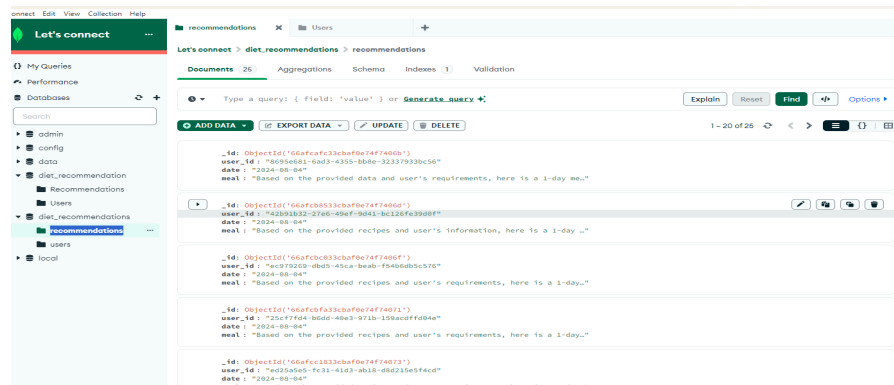 onnect Edit View Collection Help
Let's connect ...
{} My Queries
Performance
Databases
Search
admin
config
data
diet_recommendation
Recommendations
Users
diet_recommendations
recommendations ...
users
local
recommendations
Users
Let's connect > diet_recommendations > recommendations
Documents 25 Aggregations Schema Indexes 1 Validation
Type a query: { field: 'value' } or Generate query
Explain Reset Find </> Options
ADD DATA EXPORT DATA UPDATE DELETE
1 – 20 of 25
_id: ObjectId('66afcafc33cbaf0e74f7406b')
user_id : "8695e681-6ad3-4355-bb8e-32337933bc56"
date : "2024-08-04"
meal : "Based on the provided data and user's requirements, here is a 1-day me…"
_id: ObjectId('66afcb8533cbaf0e74f7406d')
user_id : "42b91b32-27e6-49ef-9d41-bc126fe39d0f"
date : "2024-08-04"
meal : "Based on the provided recipes and user's information, here is a 1-day …"
_id: ObjectId('66afcbc033cbaf0e74f7406f')
user_id : "ec979269-dbd5-45ca-beab-f54b6db5c576"
date : "2024-08-04"
meal : "Based on the provided recipes and user's requirements, here is a 1-day…"
_id: ObjectId('66afcbfa33cbaf0e74f74071')
user_id : "25cf7fd4-b6dd-40e3-971b-159acdffd04e"
date : "2024-08-04"
meal : "Based on the provided recipes and user's requirements, here is a 1-day…"
_id: ObjectId('66afcc1833cbaf0e74f74073')
user_id : "ed25a5e5-fc31-41d3-ab18-d8d215e5f4cd"
date : "2024-08-04"